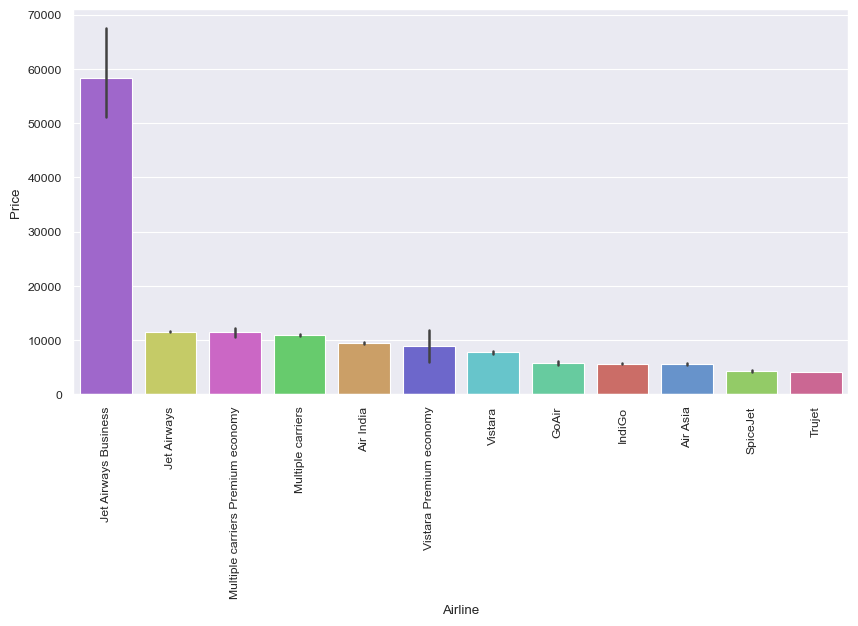 70000
60000
50000
40000
30000
20000
10000
0
Price
Jet Airways Business
Jet Airways
Multiple carriers Premium economy
Multiple carriers
Air India
Vistara Premium economy
Vistara
GoAir
IndiGo
Air Asia
SpiceJet
Trujet
Airline